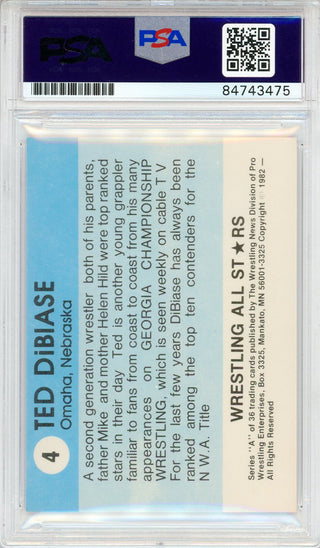 PSA
PSA
84743475
4
TED DiBIASE
Omaha, Nebraska
A second generation wrestler both of his parents,
father Mike and mother Helen Hild were top ranked
stars in their day Ted is another young grappler
familiar to fans from coast to coast from his many
appearances on GEORGIA CHAMPIONSHIP
WRESTLING, which is seen weekly on cable T V
For the last few years DiBiase has always been
ranked among the top ten contenders for the
N W.A. Title
WRESTLING ALL ST★RS
Series "A" of 36 trading cards published by The Wrestling News Division of Pro
Wrestling Enterprises, Box 3325, Mankato, MN 56001-3325 Copyright © 1982 —
All Rights Reserved